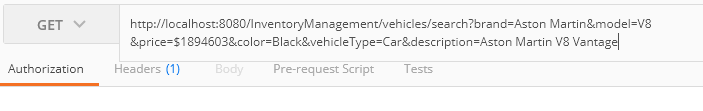 GET http://localhost:8080/InventoryManagement/vehicles/search?brand=Aston Martin&model=V8
&price=$1894603&color=Black&vehicleType=Car&description=Aston Martin V8 Vantage
Authorization Headers (1) Body Pre-request Script Tests